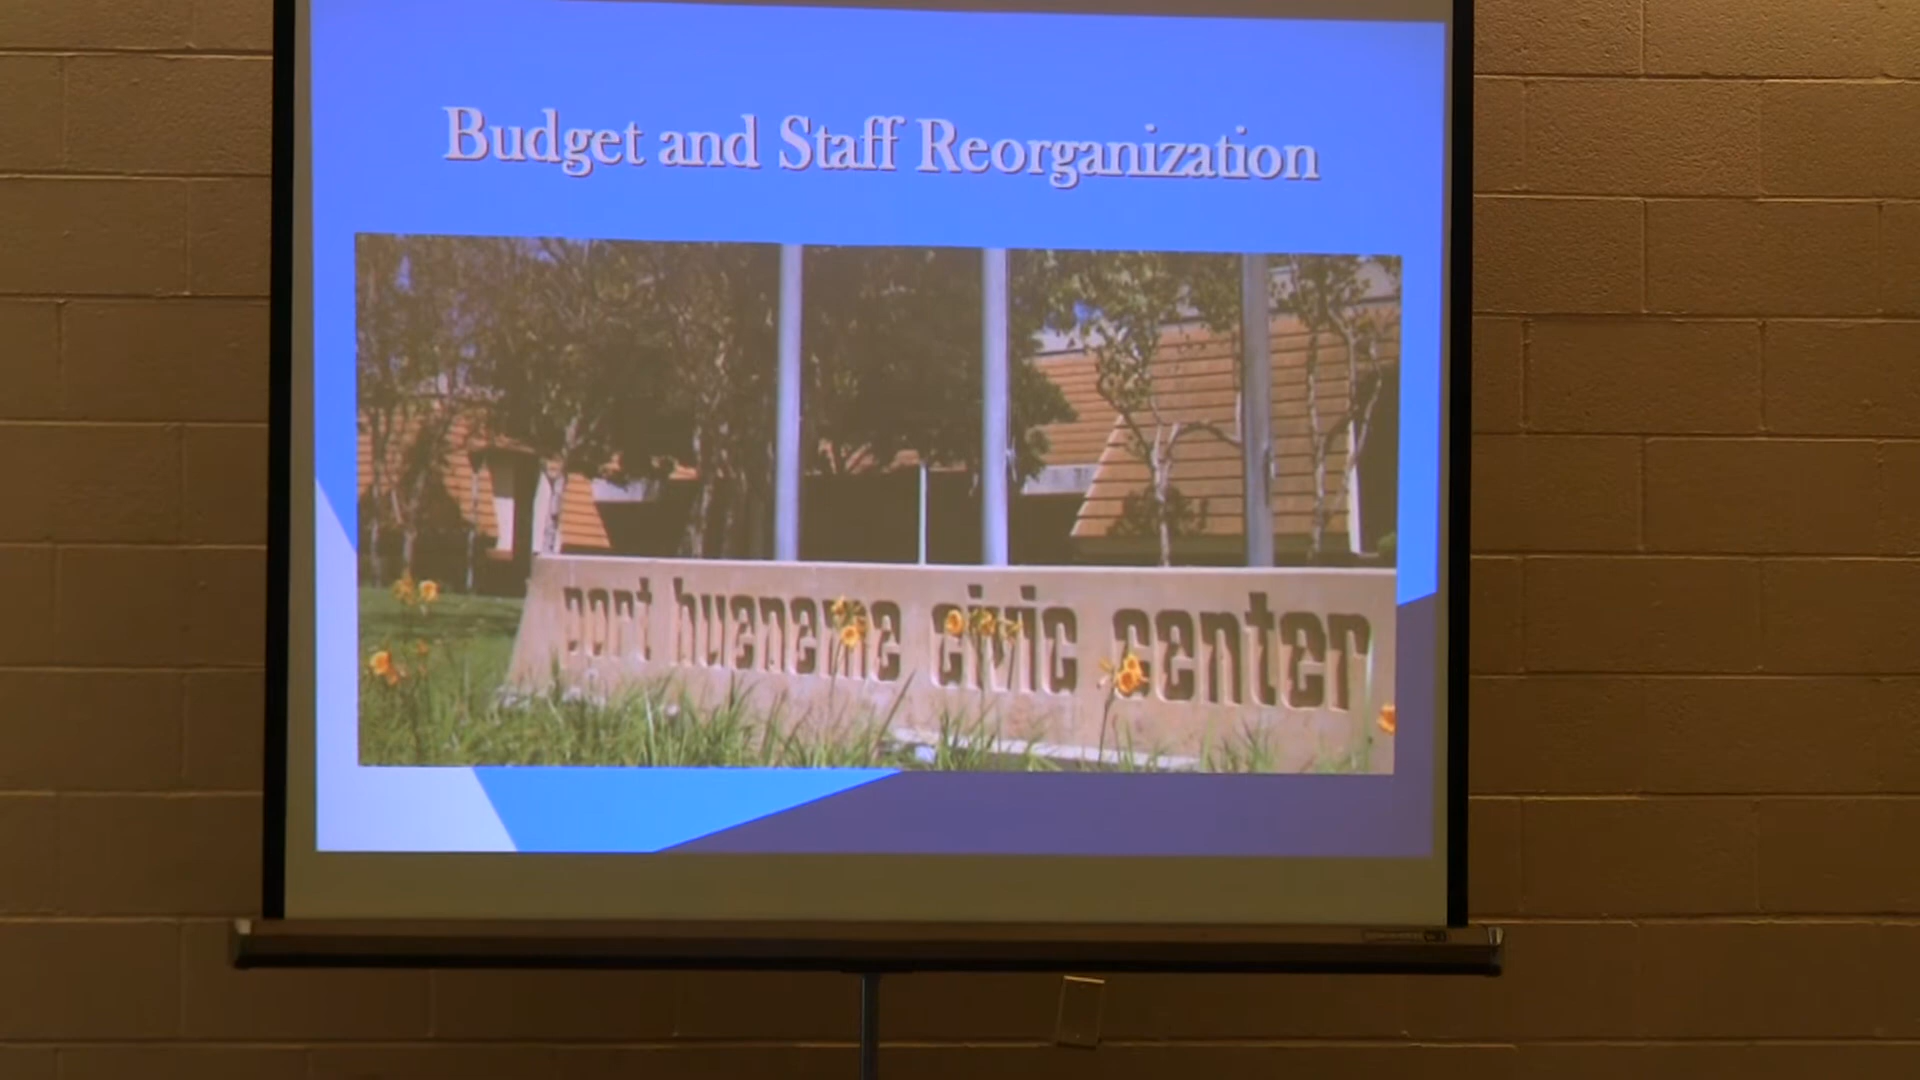 Budget and Staff Reorganization
port hueneme civic center